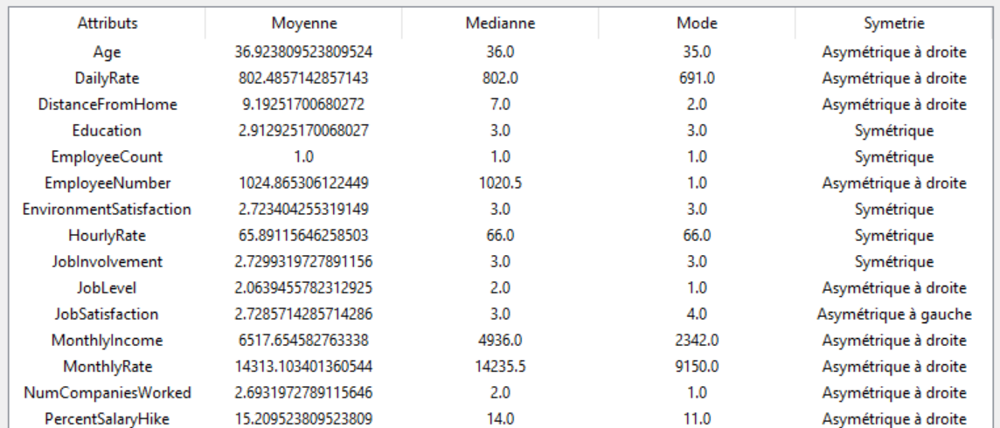 Attributs Moyenne Medianne Mode Symetrie
Age 36.923809523809524 36.0 35.0 Asymétrique à droite
DailyRate 802.4857142857143 802.0 691.0 Asymétrique à droite
DistanceFromHome 9.19251700680272 7.0 2.0 Asymétrique à droite
Education 2.912925170068027 3.0 3.0 Symétrique
EmployeeCount 1.0 1.0 1.0 Symétrique
EmployeeNumber 1024.865306122449 1020.5 1.0 Asymétrique à droite
EnvironmentSatisfaction 2.723404255319149 3.0 3.0 Symétrique
HourlyRate 65.89115646258503 66.0 66.0 Symétrique
JobInvolvement 2.7299319727891156 3.0 3.0 Symétrique
JobLevel 2.0639455782312925 2.0 1.0 Asymétrique à droite
JobSatisfaction 2.7285714285714286 3.0 4.0 Asymétrique à gauche
MonthlyIncome 6517.654582763338 4936.0 2342.0 Asymétrique à droite
MonthlyRate 14313.103401360544 14235.5 9150.0 Asymétrique à droite
NumCompaniesWorked 2.6931972789115646 2.0 1.0 Asymétrique à droite
PercentSalaryHike 15.209523809523809 14.0 11.0 Asymétrique à droite